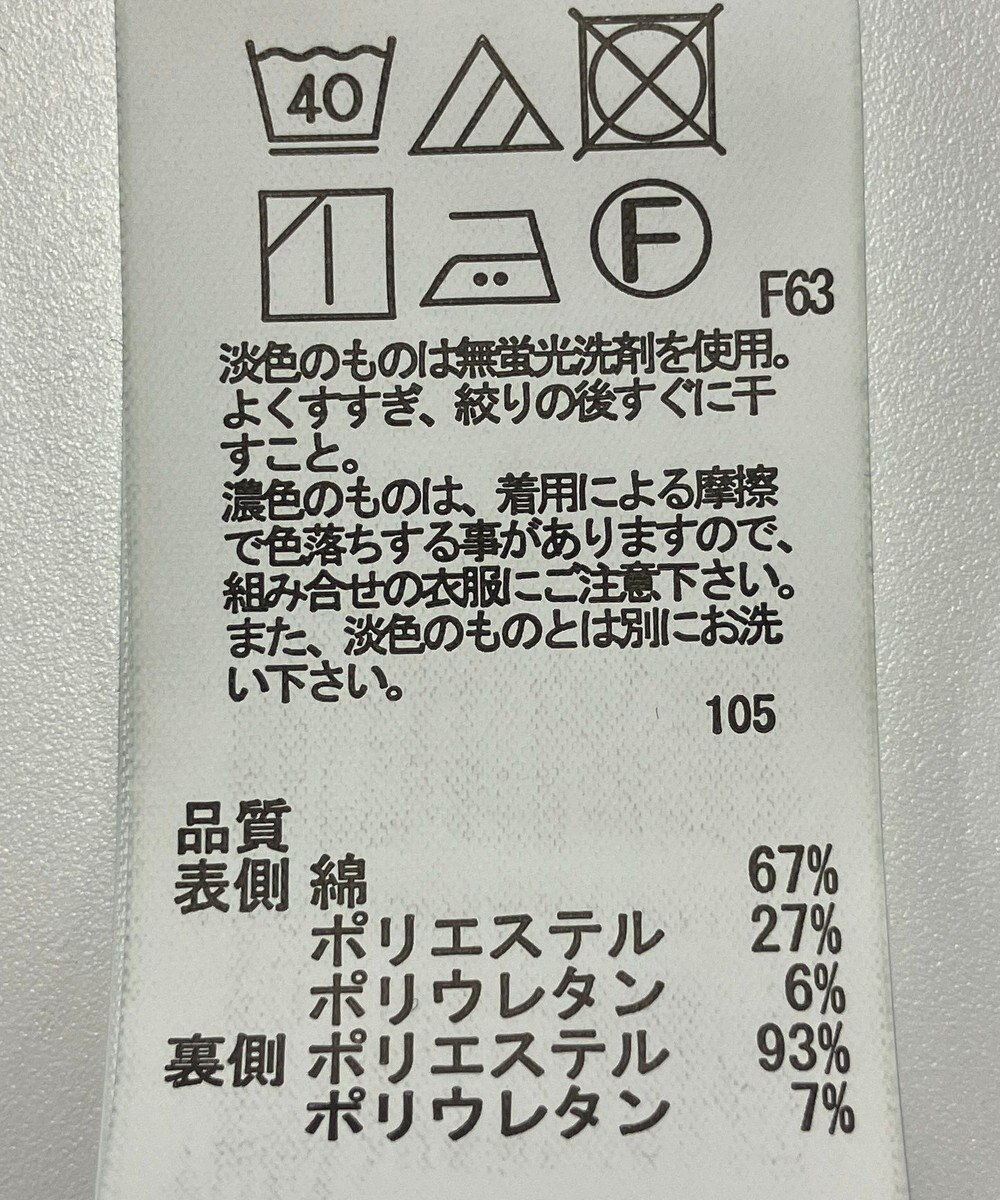 40
F
F63
淡色のものは無蛍光洗剤を使用。
よくすすぎ、絞りの後すぐに干
すこと。
濃色のものは、着用による摩擦
で色落ちする事がありますので、
組み合せの衣服にご注意下さい。
また、淡色のものとは別にお洗
い下さい。
105
品質
表側 綿 67%
ポリエステル 27%
ポリウレタン 6%
裏側 ポリエステル 93%
ポリウレタン 7%